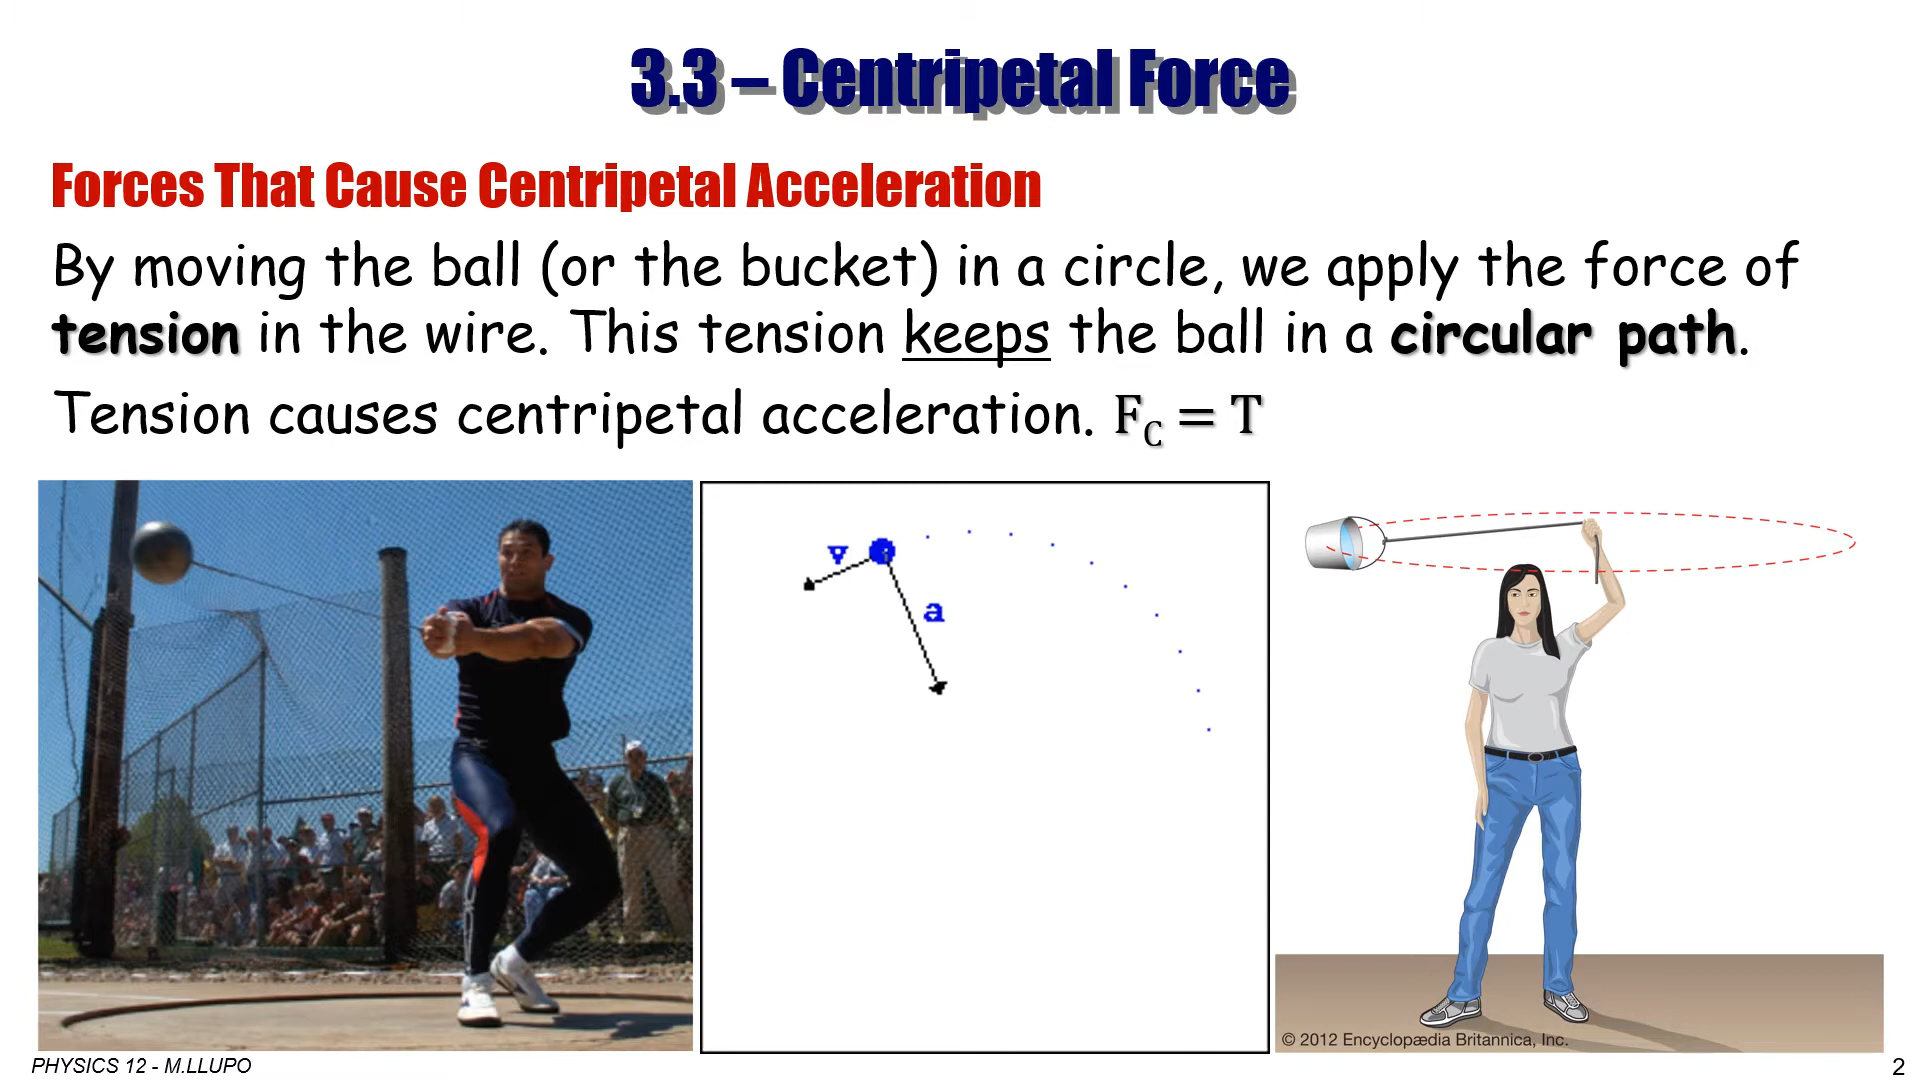 3.3 – Centripetal Force
Forces That Cause Centripetal Acceleration
By moving the ball (or the bucket) in a circle, we apply the force of
tension in the wire. This tension keeps the ball in a circular path.
Tension causes centripetal acceleration. F_C = T
v
a
© 2012 Encyclopædia Britannica, Inc.
PHYSICS 12 - M.LLUPO
2